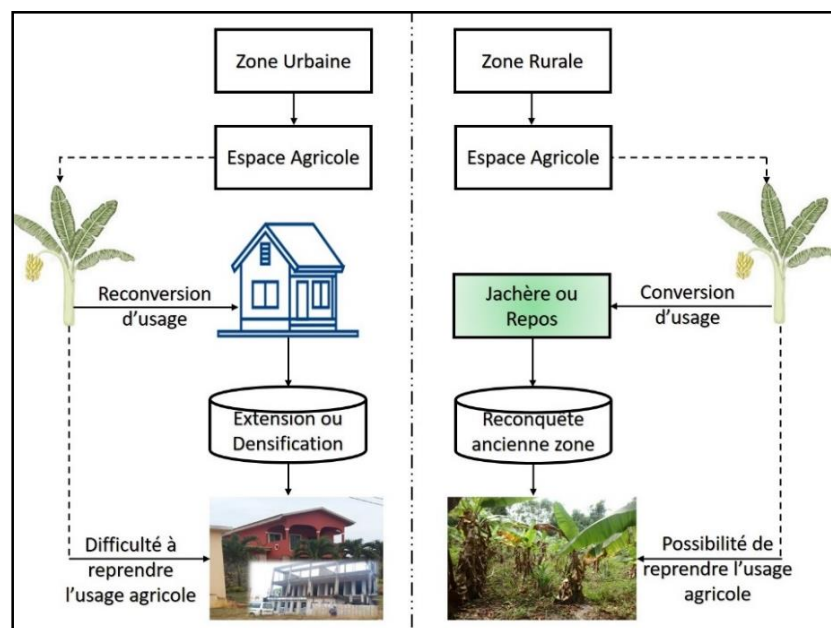 Zone Urbaine
Espace Agricole
Reconversion
d'usage
Extension ou
Densification
Difficulté à
reprendre
l'usage agricole
Zone Rurale
Espace Agricole
Jachère ou
Repos
Conversion
d'usage
Reconquête
ancienne zone
Possibilité de
reprendre l'usage
agricole